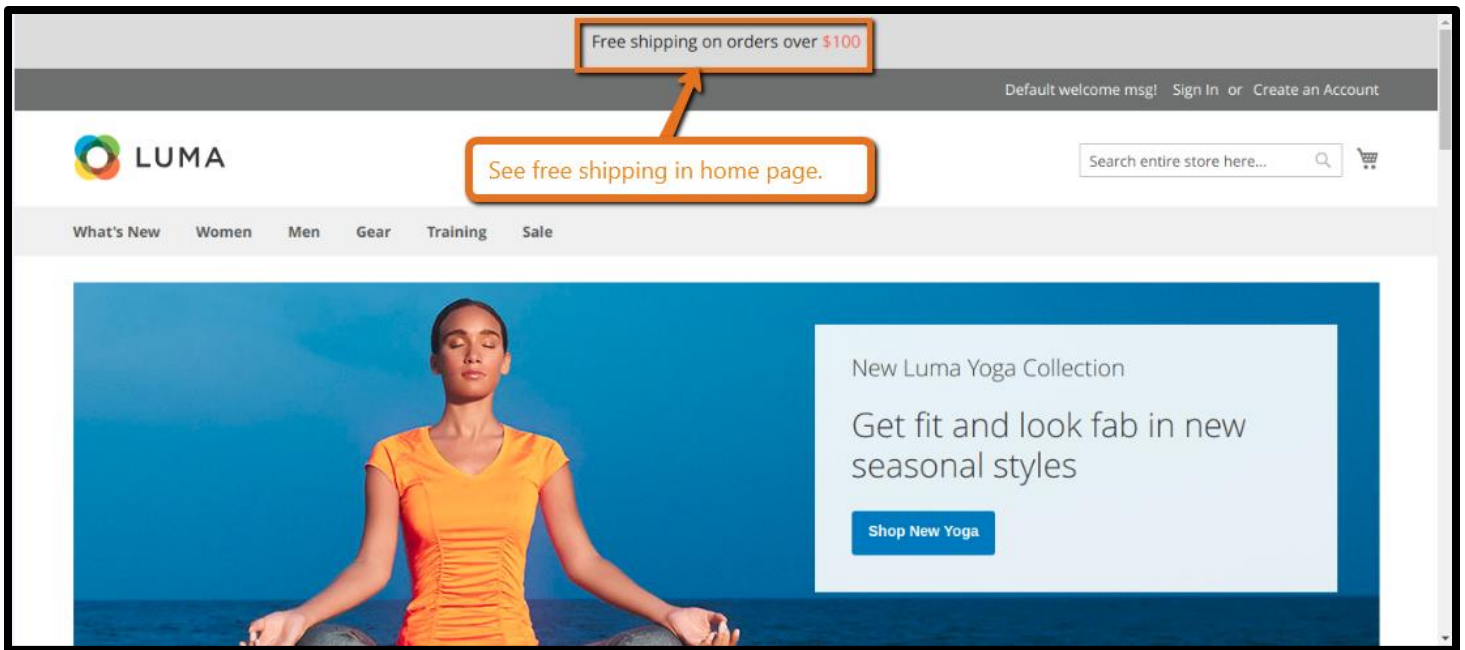 Free shipping on orders over $100
Default welcome msg! Sign In or Create an Account
LUMA
See free shipping in home page.
Search entire store here...
What's New Women Men Gear Training Sale
New Luma Yoga Collection
Get fit and look fab in new
seasonal styles
Shop New Yoga